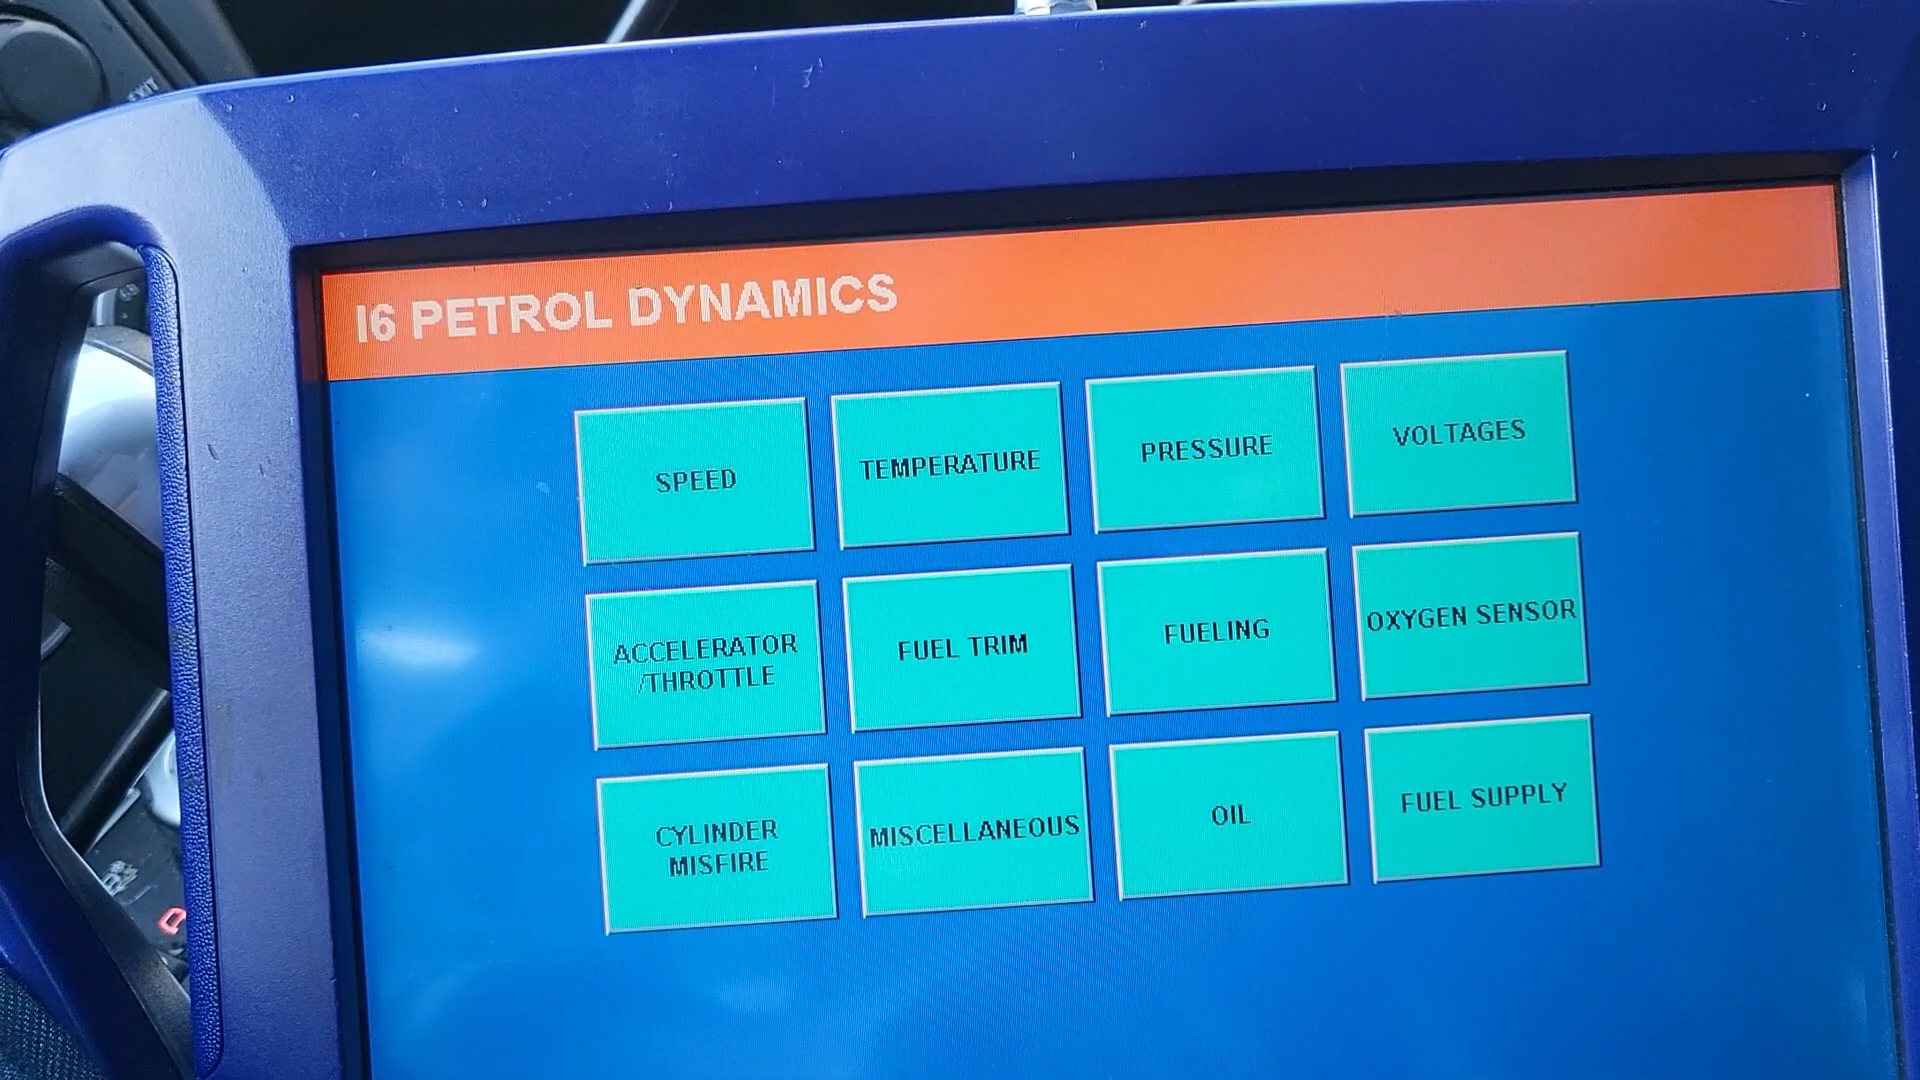 EXIT
I6 PETROL DYNAMICS
SPEED
TEMPERATURE
PRESSURE
VOLTAGES
ACCELERATOR
/THROTTLE
FUEL TRIM
FUELING
OXYGEN SENSOR
CYLINDER
MISFIRE
MISCELLANEOUS
OIL
FUEL SUPPLY